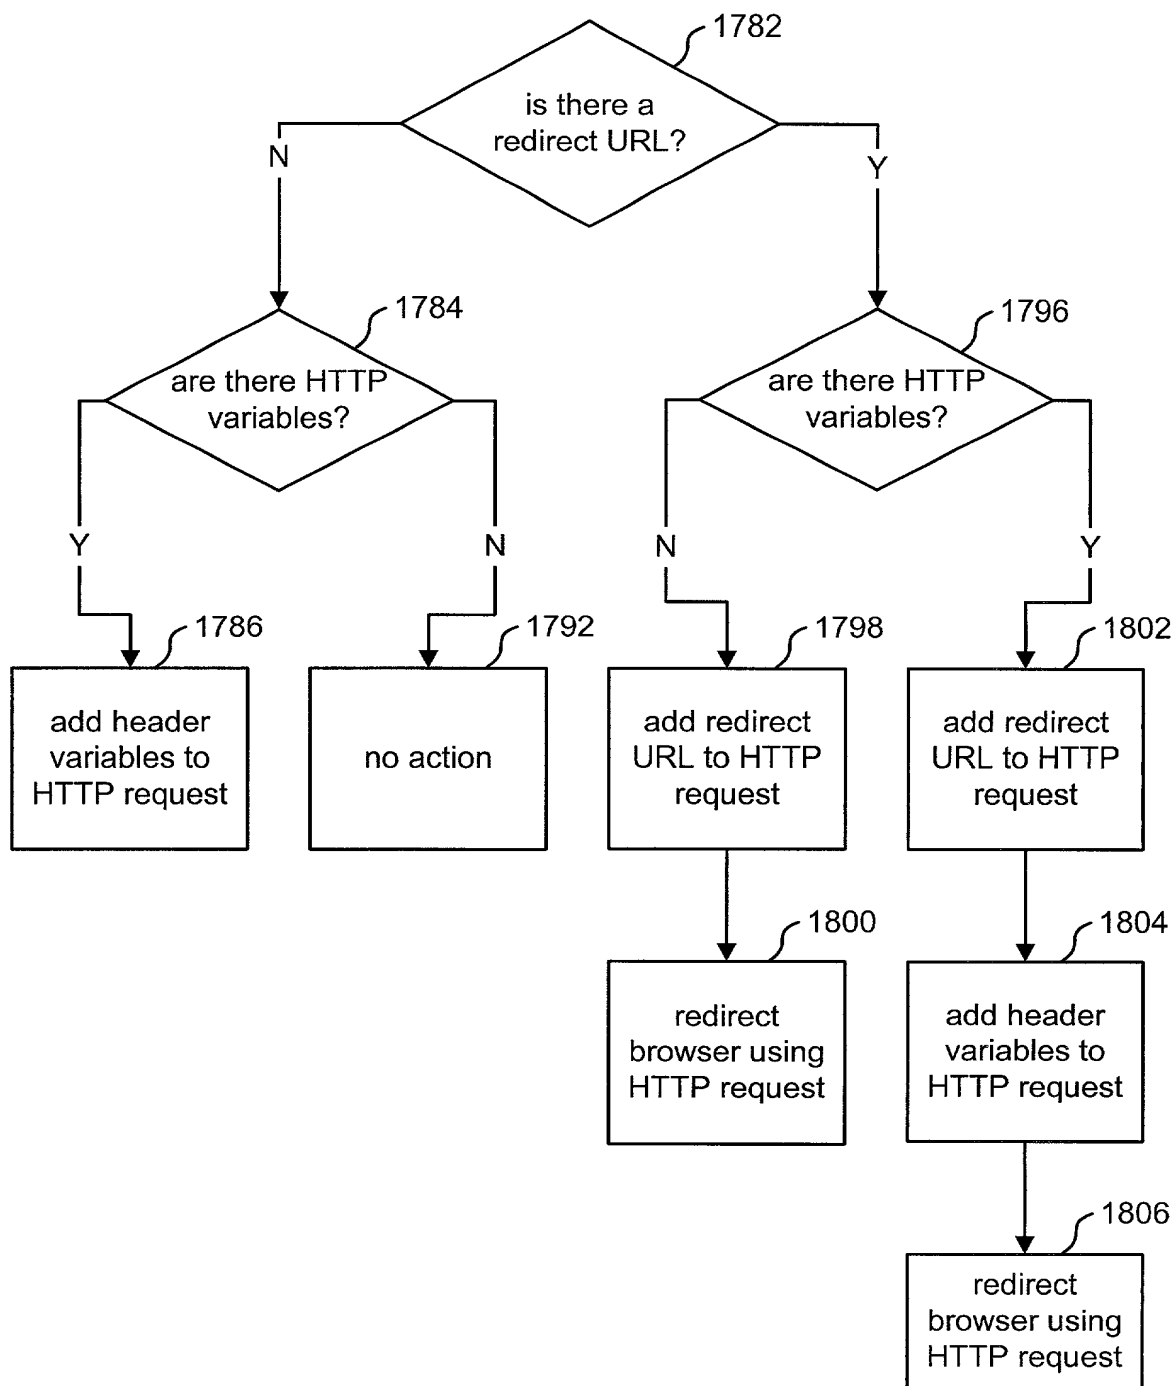 1782
is there a
redirect URL?
N
Y
1784
are there HTTP
variables?
1796
are there HTTP
variables?
Y
N
N
Y
1786
add header
variables to
HTTP request
1792
no action
1798
add redirect
URL to HTTP
request
1802
add redirect
URL to HTTP
request
1800
redirect
browser using
HTTP request
1804
add header
variables to
HTTP request
1806
redirect
browser using
HTTP request